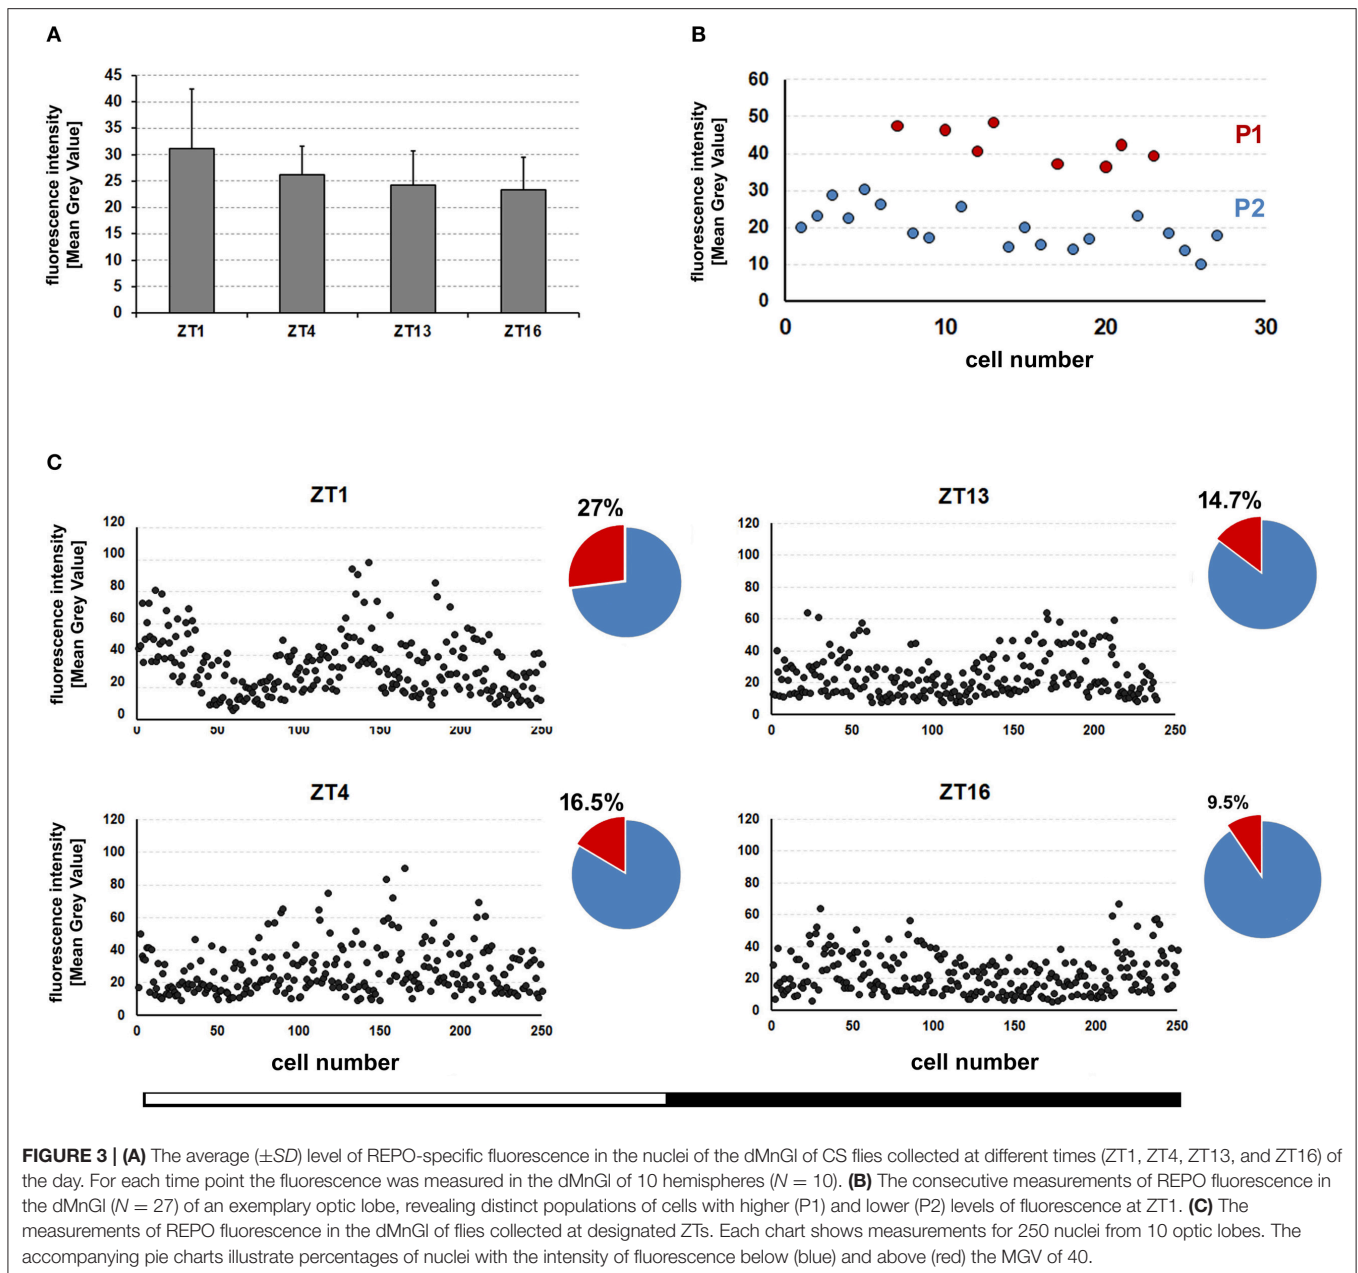 A
fluorescence intensity
[Mean Grey Value]
45
40
35
30
25
20
15
10
5
0
ZT1 ZT4 ZT13 ZT16
B
fluorescence intensity
[Mean Grey Value]
60
50
40
30
20
10
0
P1
P2
0 10 20 30
cell number
C
ZT1
27%
fluorescence intensity
[Mean Grey Value]
120
100
80
60
40
20
0
0 50 100 150 200 250
ZT13
14.7%
120
100
80
60
40
20
0
0 50 100 150 200 250
ZT4
16.5%
fluorescence intensity
[Mean Grey Value]
120
100
80
60
40
20
0
0 50 100 150 200 250
cell number
ZT16
9.5%
120
100
80
60
40
20
0
0 50 100 150 200 250
cell number
FIGURE 3 | (A) The average (±SD) level of REPO-specific fluorescence in the nuclei of the dMnGl of CS flies collected at different times (ZT1, ZT4, ZT13, and ZT16) of
the day. For each time point the fluorescence was measured in the dMnGl of 10 hemispheres (N = 10). (B) The consecutive measurements of REPO fluorescence in
the dMnGl (N = 27) of an exemplary optic lobe, revealing distinct populations of cells with higher (P1) and lower (P2) levels of fluorescence at ZT1. (C) The
measurements of REPO fluorescence in the dMnGl of flies collected at designated ZTs. Each chart shows measurements for 250 nuclei from 10 optic lobes. The
accompanying pie charts illustrate percentages of nuclei with the intensity of fluorescence below (blue) and above (red) the MGV of 40.